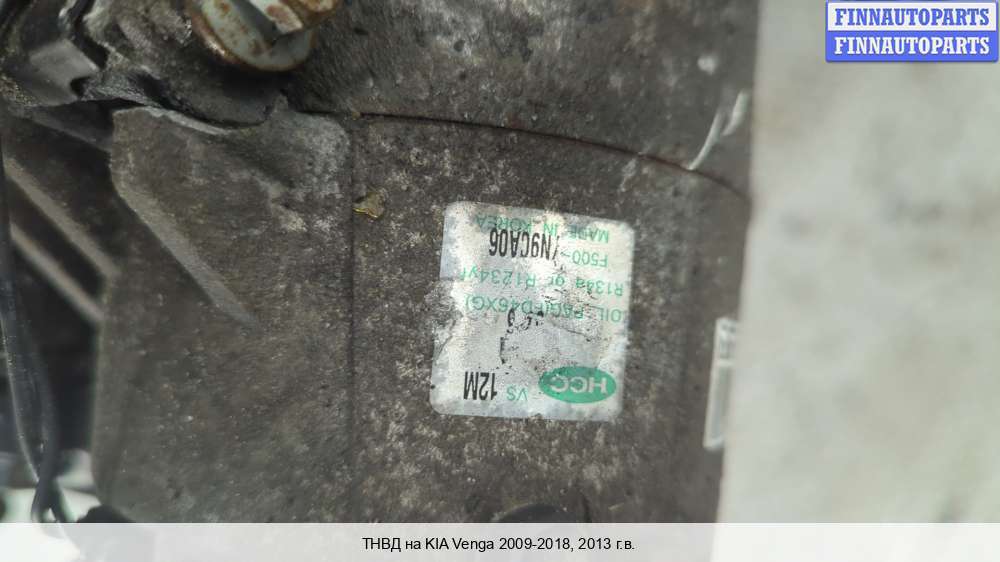 FINNAUTOPARTS
FINNAUTOPARTS
HCC
VS 12M
OIL PAG(FD46XG)
R134a or R1234yf
F500-
N9CA06
MADE IN KOREA
ТНВД на KIA Venga 2009-2018, 2013 г.в.